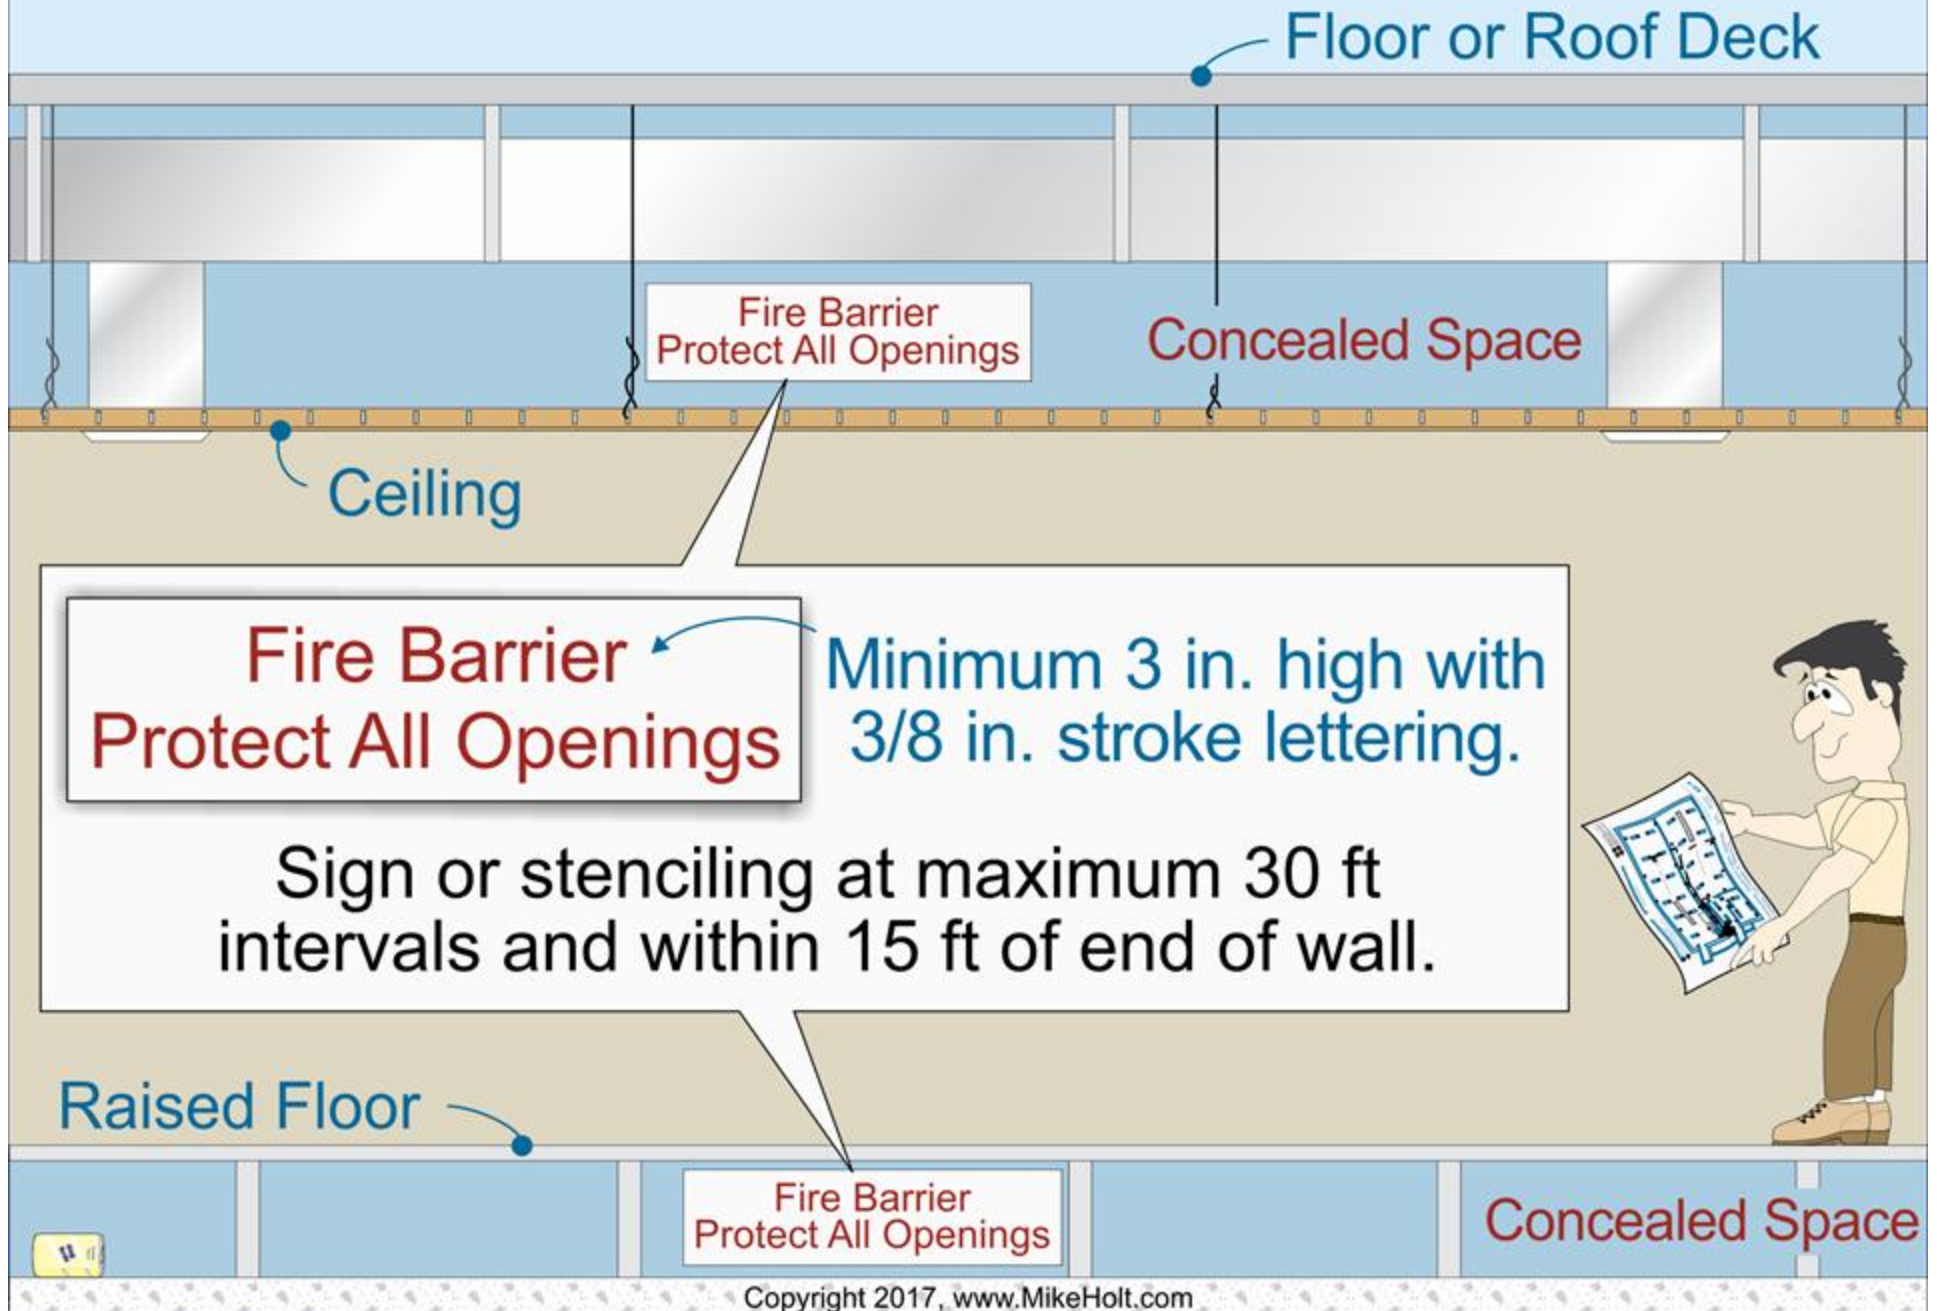 Floor or Roof Deck
Fire Barrier
Protect All Openings
Concealed Space
Ceiling
Fire Barrier
Protect All Openings
Minimum 3 in. high with
3/8 in. stroke lettering.
Sign or stenciling at maximum 30 ft
intervals and within 15 ft of end of wall.
Raised Floor
Fire Barrier
Protect All Openings
Concealed Space
Copyright 2017, www.MikeHolt.com